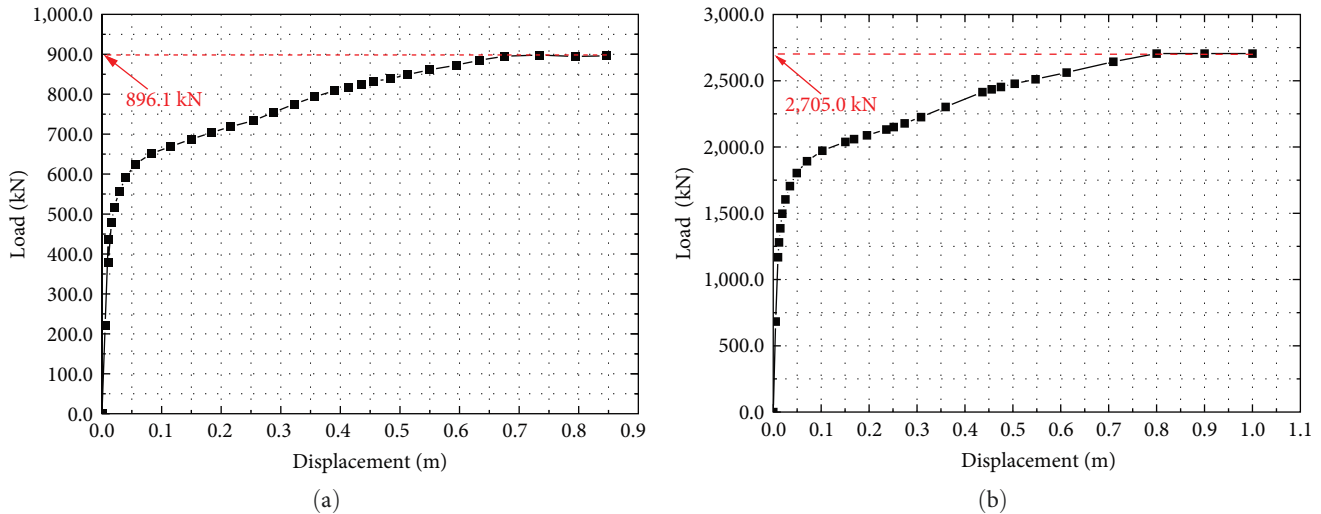 1,000.0
900.0
800.0
700.0
600.0
500.0
400.0
300.0
200.0
100.0
0.0
Load (kN)
896.1 kN
0.0 0.1 0.2 0.3 0.4 0.5 0.6 0.7 0.8 0.9
Displacement (m)
(a)
3,000.0
2,500.0
2,000.0
1,500.0
1,000.0
500.0
0.0
Load (kN)
2,705.0 kN
0.0 0.1 0.2 0.3 0.4 0.5 0.6 0.7 0.8 0.9 1.0 1.1
Displacement (m)
(b)